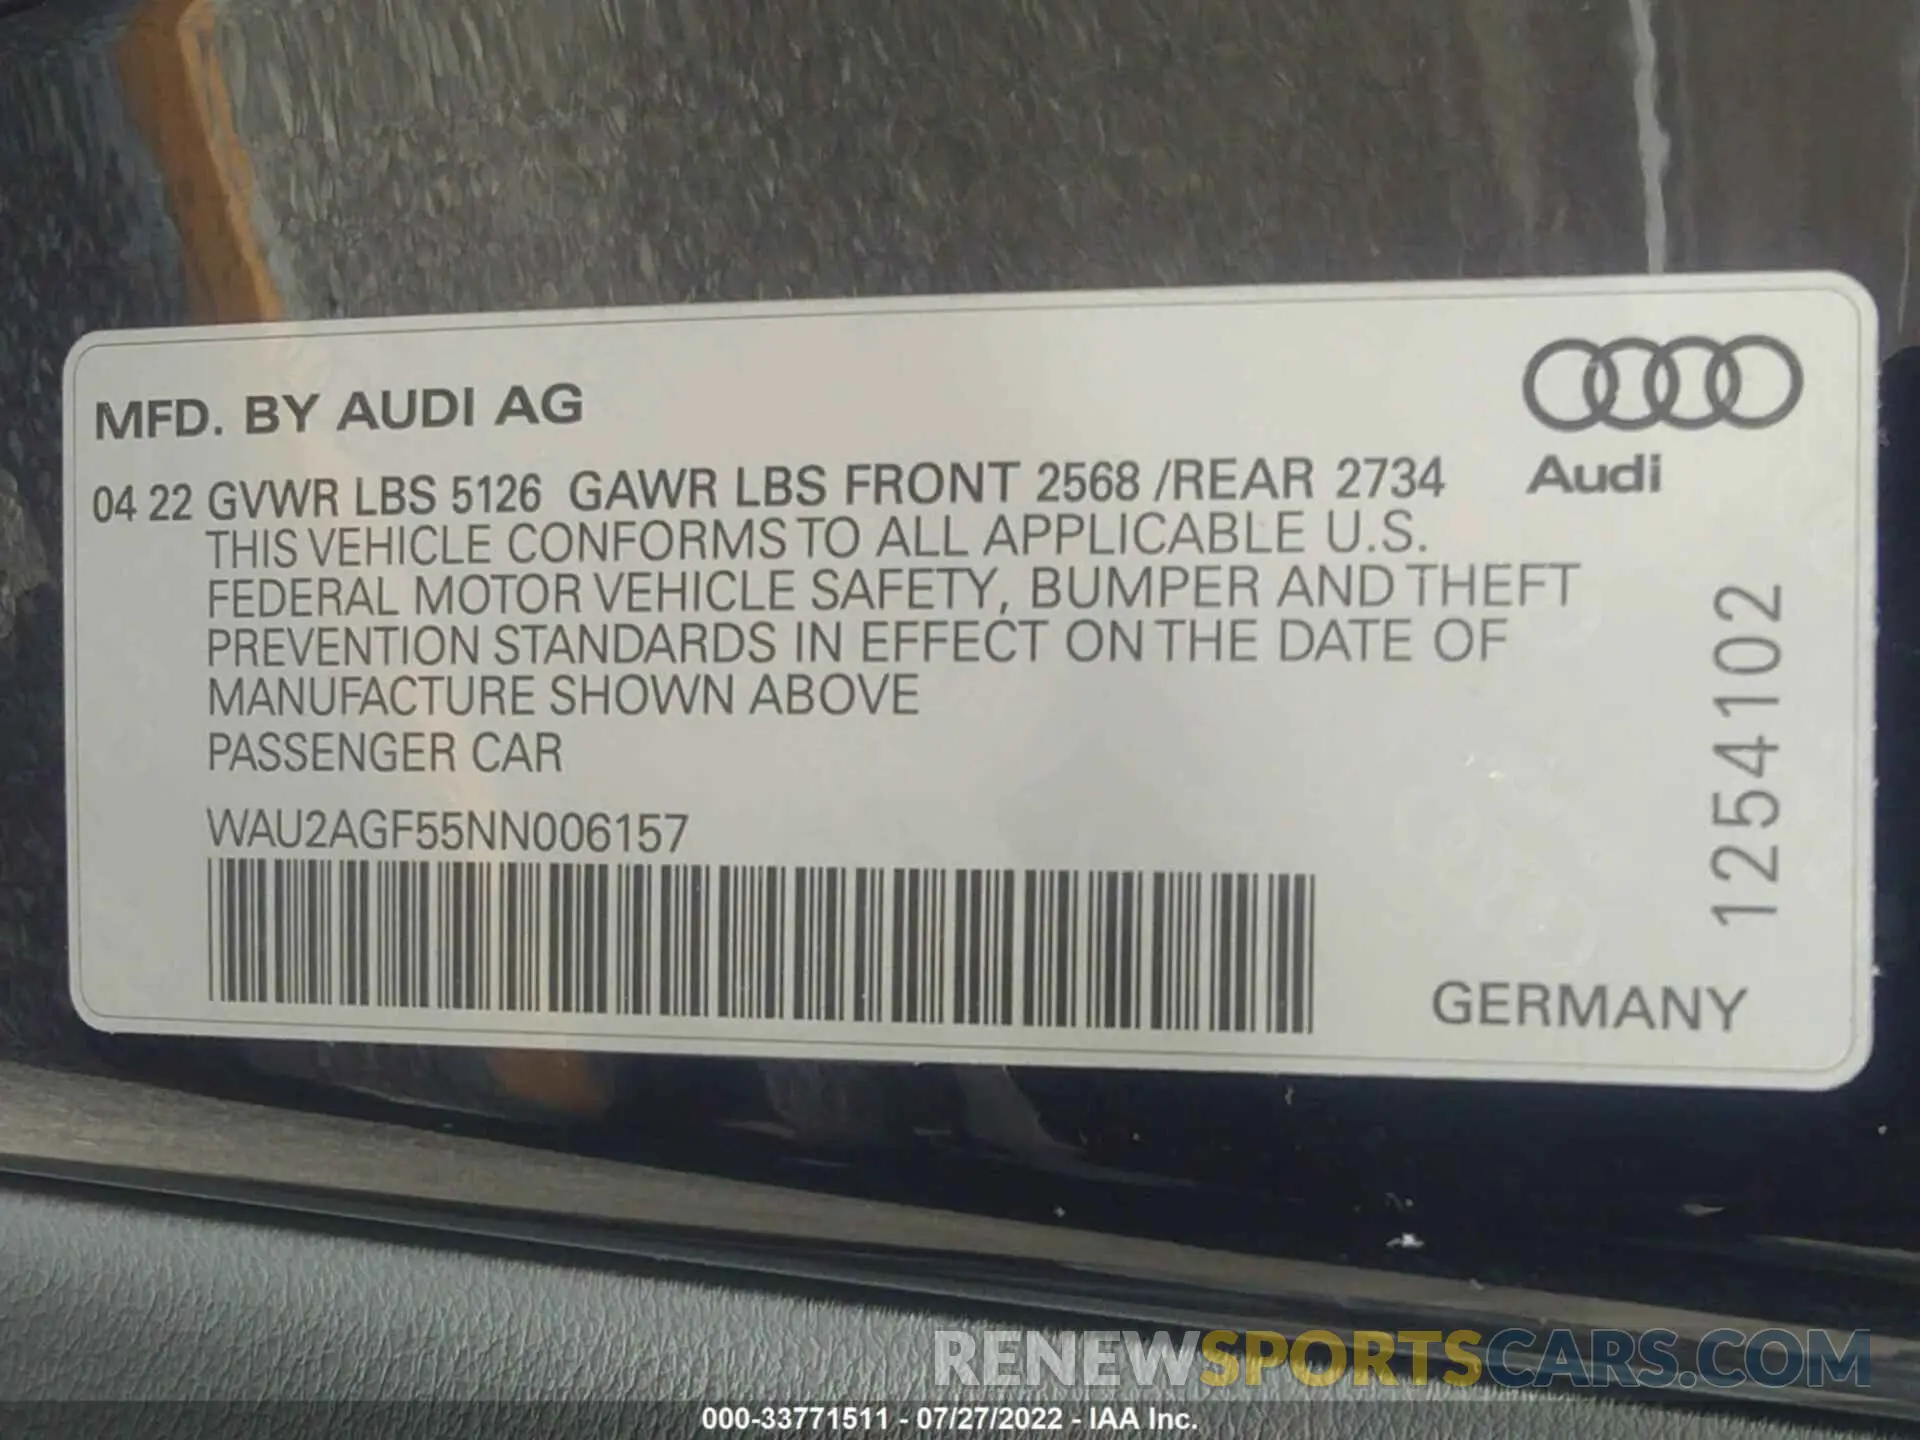 MFD. BY AUDI AG
04 22 GVWR LBS 5126 GAWR LBS FRONT 2568 /REAR 2734
THIS VEHICLE CONFORMS TO ALL APPLICABLE U.S.
FEDERAL MOTOR VEHICLE SAFETY, BUMPER AND THEFT
PREVENTION STANDARDS IN EFFECT ON THE DATE OF
MANUFACTURE SHOWN ABOVE
PASSENGER CAR
WAU2AGF55NN006157
Audi
1254102
GERMANY
RENEWSPORTSCARS.COM
000-33771511 - 07/27/2022 - IAA Inc.